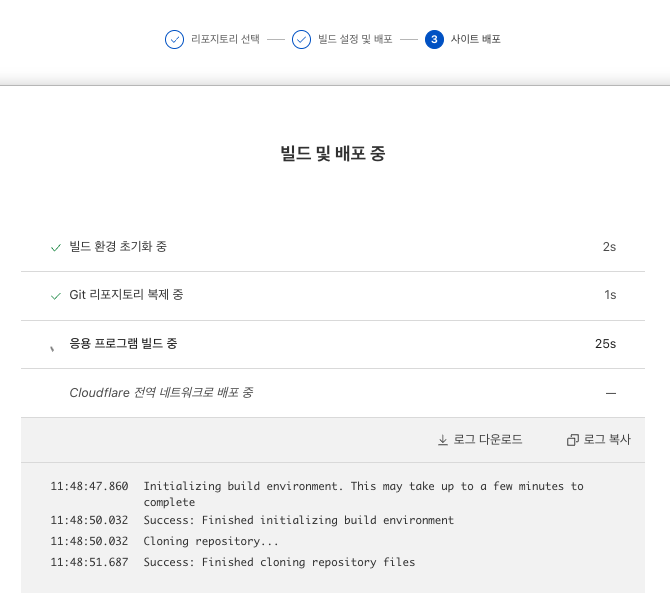 리포지토리 선택 빌드 설정 및 배포 3 사이트 배포
빌드 및 배포 중
빌드 환경 초기화 중 2s
Git 리포지토리 복제 중 1s
응용 프로그램 빌드 중 25s
Cloudflare 전역 네트워크로 배포 중 —
로그 다운로드 로그 복사
11:48:47.860 Initializing build environment. This may take up to a few minutes to
complete
11:48:50.032 Success: Finished initializing build environment
11:48:50.032 Cloning repository...
11:48:51.687 Success: Finished cloning repository files